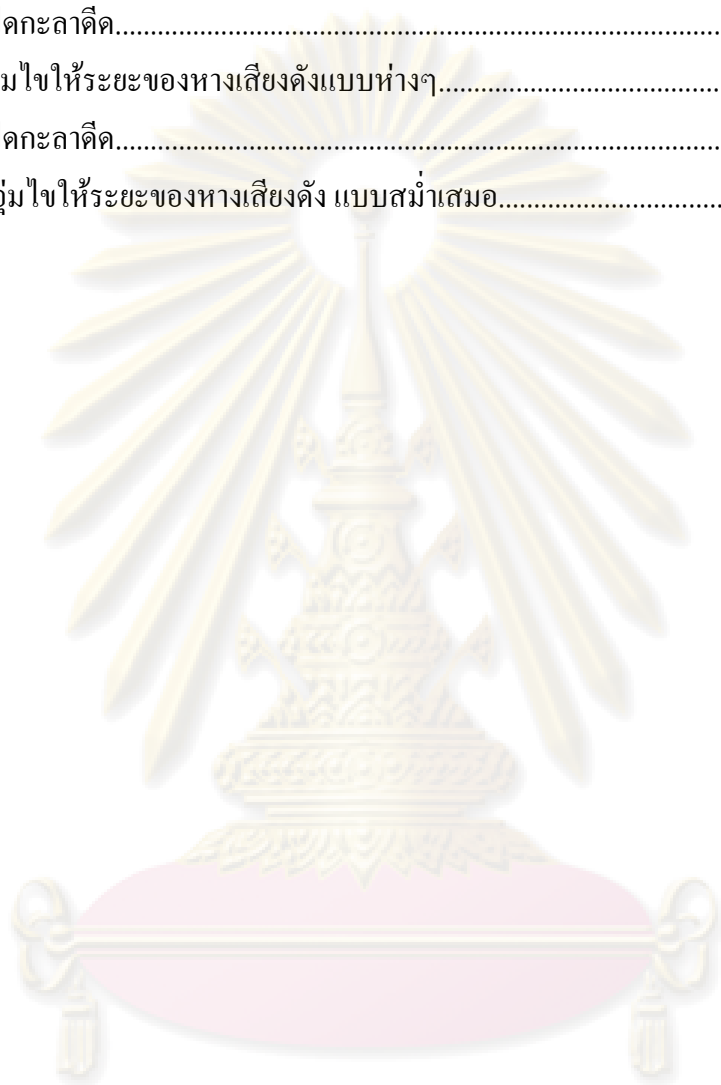 ดกะลาดีด................................................................................
มไขให้ระยะของหางเสียงดังแบบห่างๆ.....................................
ดกะลาดีด................................................................................
ุ่มไขให้ระยะของหางเสียงดัง แบบสม่ำเสมอ.............................